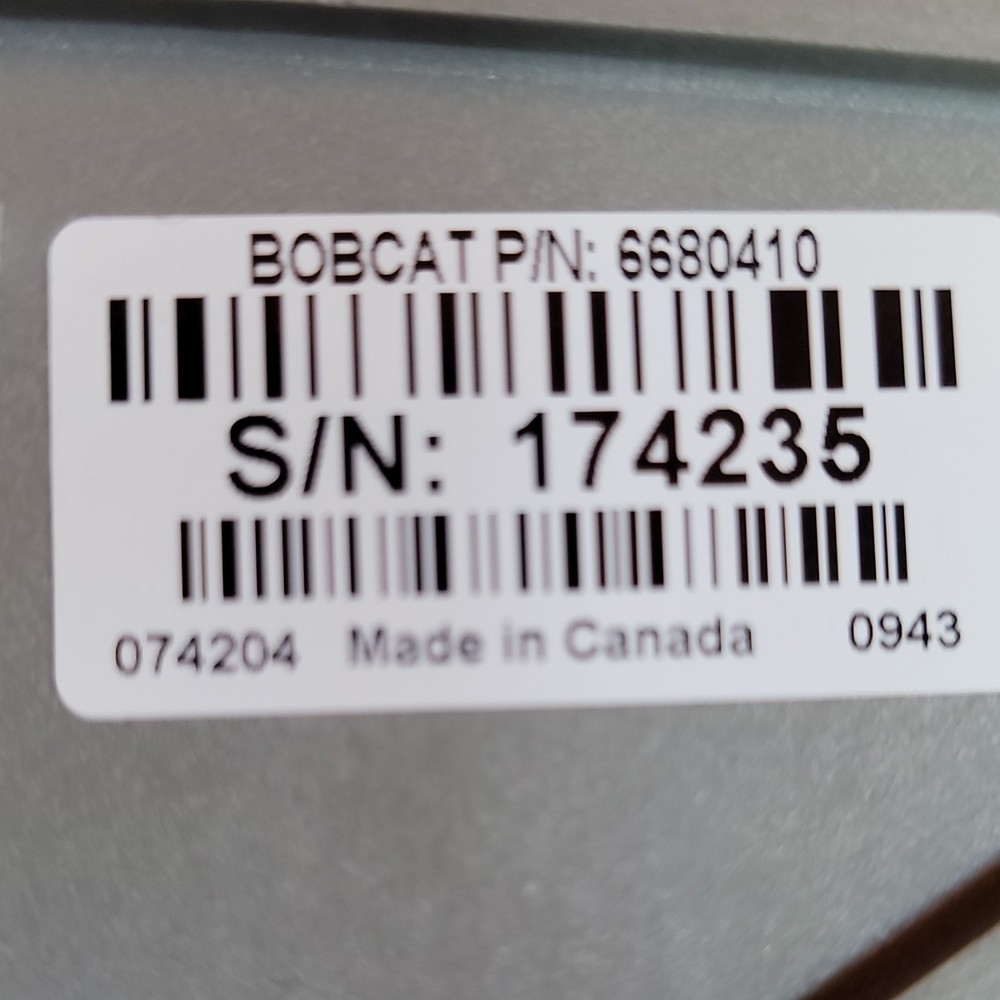 BOBCAT P/N: 6680410
S/N: 174235
074204 Made in Canada 0943